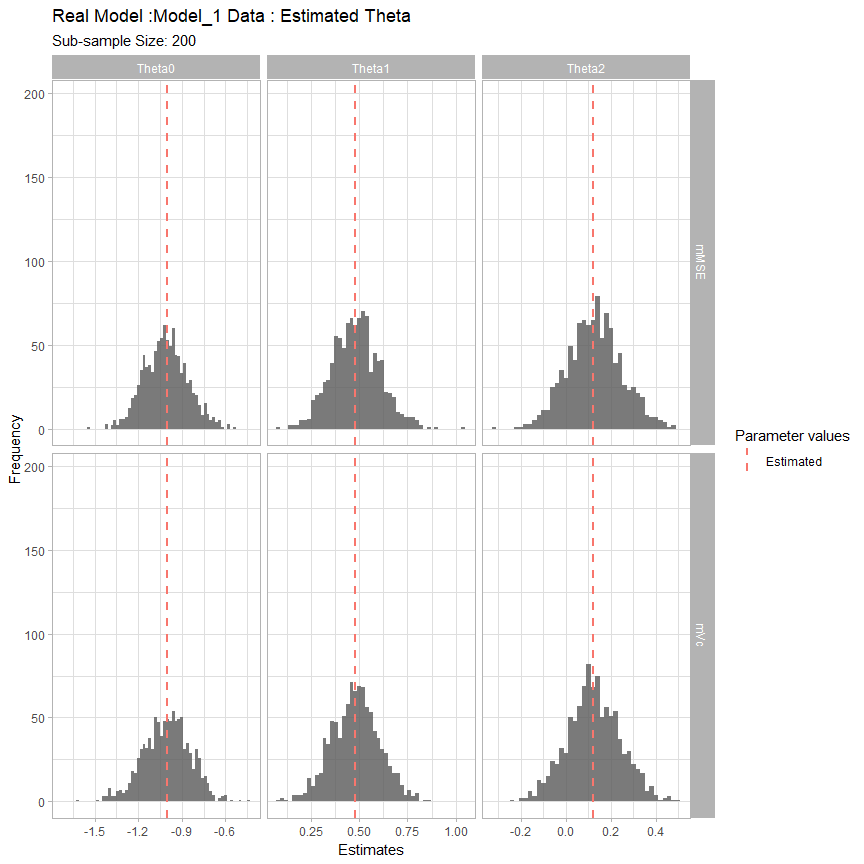 Real Model :Model_1 Data : Estimated Theta
Sub-sample Size: 200
Theta0 Theta1 Theta2
200
150
100
50
0
mMSE
Frequency
200
150
100
50
0
mVc
-1.5 -1.2 -0.9 -0.6 0.25 0.50 0.75 1.00 -0.2 0.0 0.2 0.4
Estimates
Parameter values
Estimated